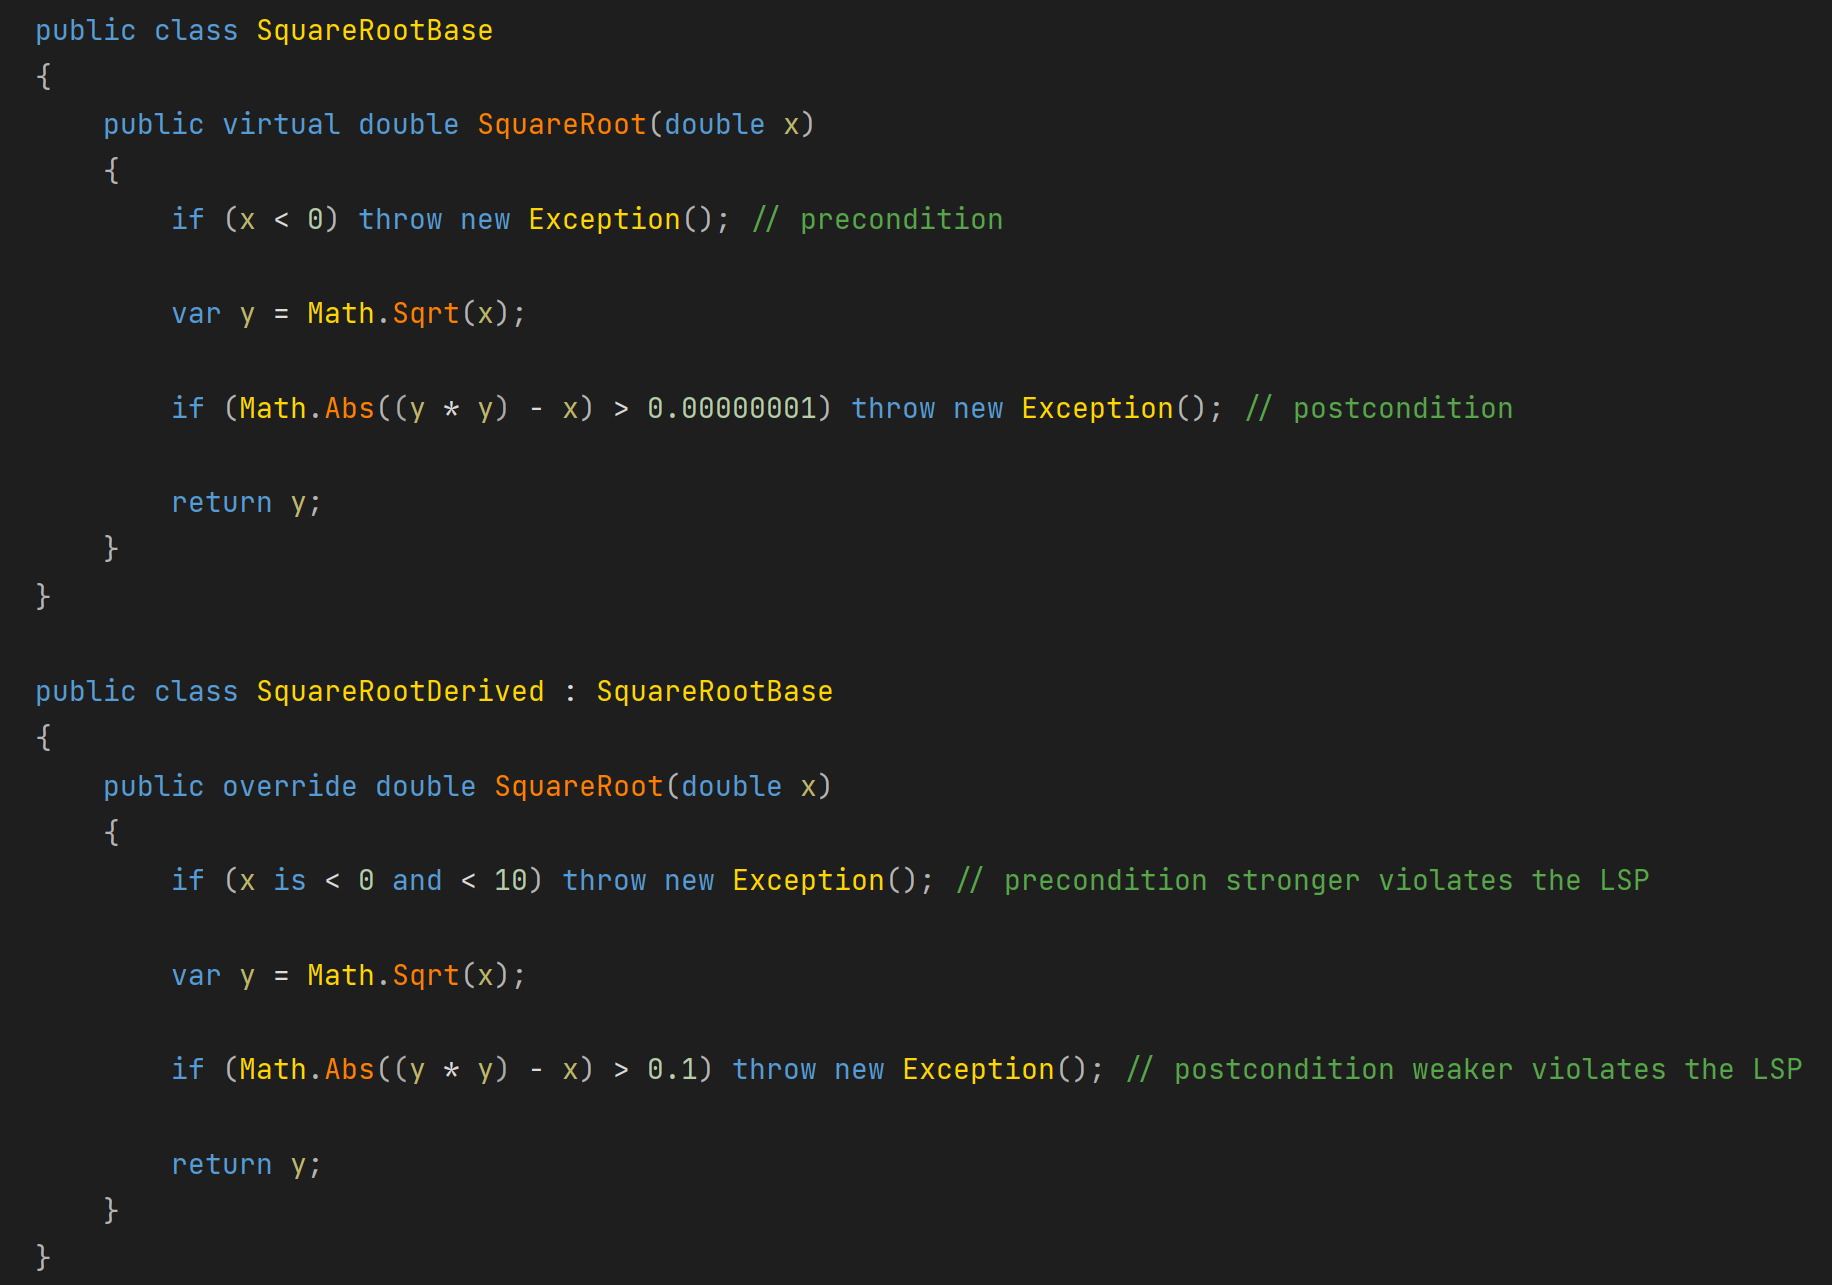 public class SquareRootBase
{
    public virtual double SquareRoot(double x)
    {
        if (x < 0) throw new Exception(); // precondition

        var y = Math.Sqrt(x);

        if (Math.Abs((y * y) - x) > 0.00000001) throw new Exception(); // postcondition

        return y;
    }
}

public class SquareRootDerived : SquareRootBase
{
    public override double SquareRoot(double x)
    {
        if (x is < 0 and < 10) throw new Exception(); // precondition stronger violates the LSP

        var y = Math.Sqrt(x);

        if (Math.Abs((y * y) - x) > 0.1) throw new Exception(); // postcondition weaker violates the LSP

        return y;
    }
}